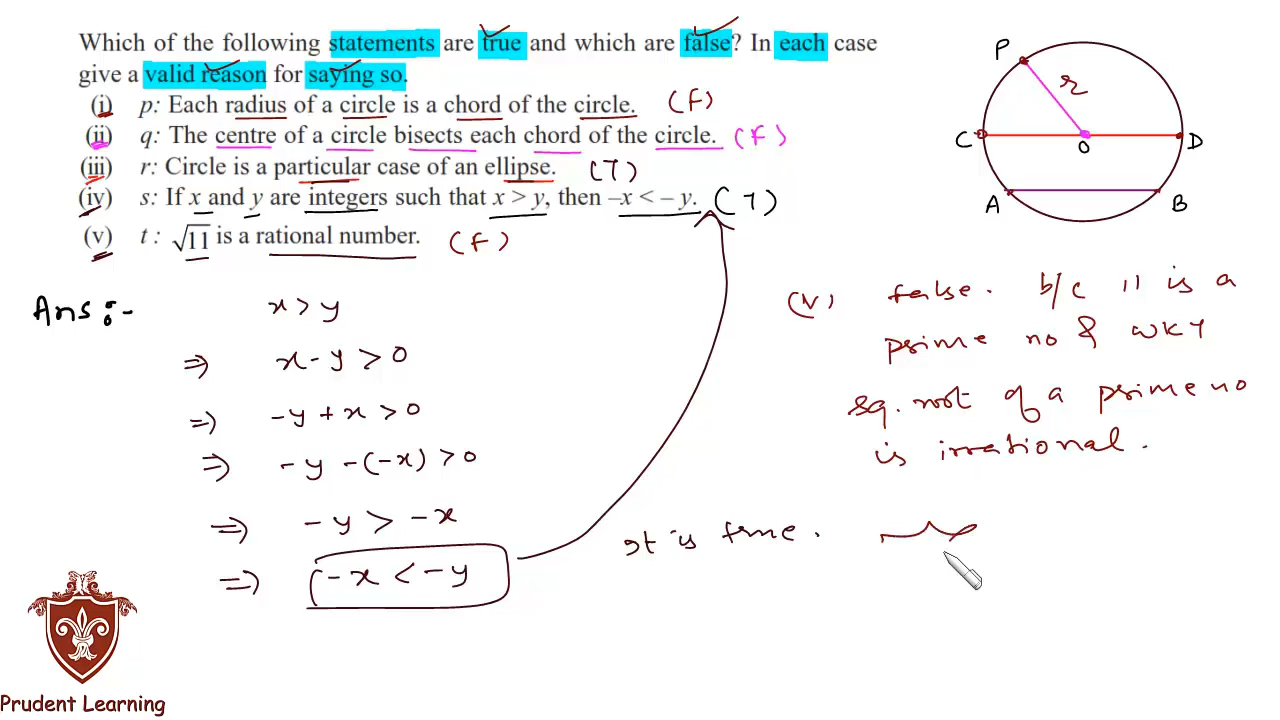 Which of the following statements are true and which are false? In each case
give a valid reason for saying so.
(i) p: Each radius of a circle is a chord of the circle. (F)
(ii) q: The centre of a circle bisects each chord of the circle. (F)
(iii) r: Circle is a particular case of an ellipse. (T)
(iv) s: If x and y are integers such that x > y, then –x < – y. (T)
(v) t : √11 is a rational number. (F)
P
r
C
O
D
A
B
Ans:-
x > y
⇒ x - y > 0
⇒ -y + x > 0
⇒ -y -(-x) > 0
⇒ -y > -x
⇒ -x < -y
It is true.
(v) false. b/c 11 is a
prime no & WKT
sq. root of a prime no
is irrational.
Prudent Learning